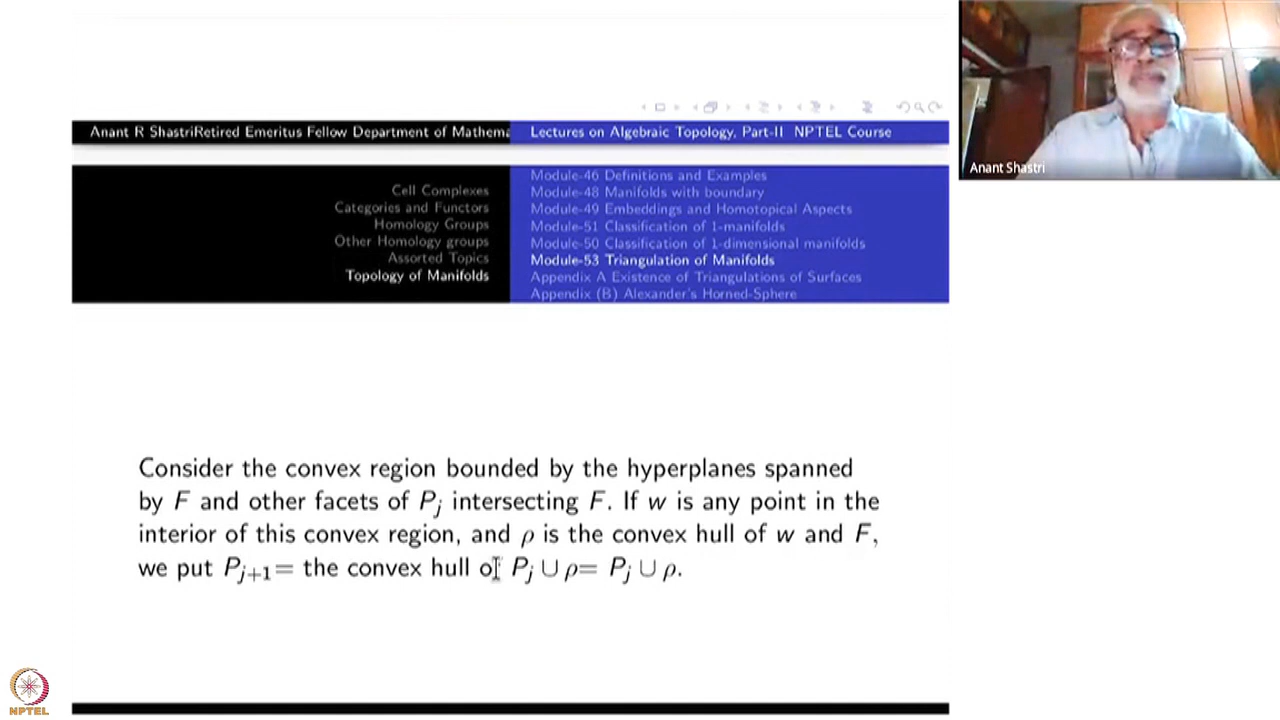 Anant R ShastriRetired Emeritus Fellow Department of Mathema
Lectures on Algebraic Topology, Part-II NPTEL Course
Cell Complexes
Categories and Functors
Homology Groups
Other Homology groups
Assorted Topics
Topology of Manifolds
Module-46 Definitions and Examples
Module-48 Manifolds with boundary
Module-49 Embeddings and Homotopical Aspects
Module-51 Classification of 1-manifolds
Module-50 Classification of 1-dimensional manifolds
Module-53 Triangulation of Manifolds
Appendix A Existence of Triangulations of Surfaces
Appendix (B) Alexander's Horned-Sphere
Anant Shastri
Consider the convex region bounded by the hyperplanes spanned
by F and other facets of P_j intersecting F. If w is any point in the
interior of this convex region, and ρ is the convex hull of w and F,
we put P_{j+1}= the convex hull of P_j ∪ ρ= P_j ∪ ρ.
NPTEL